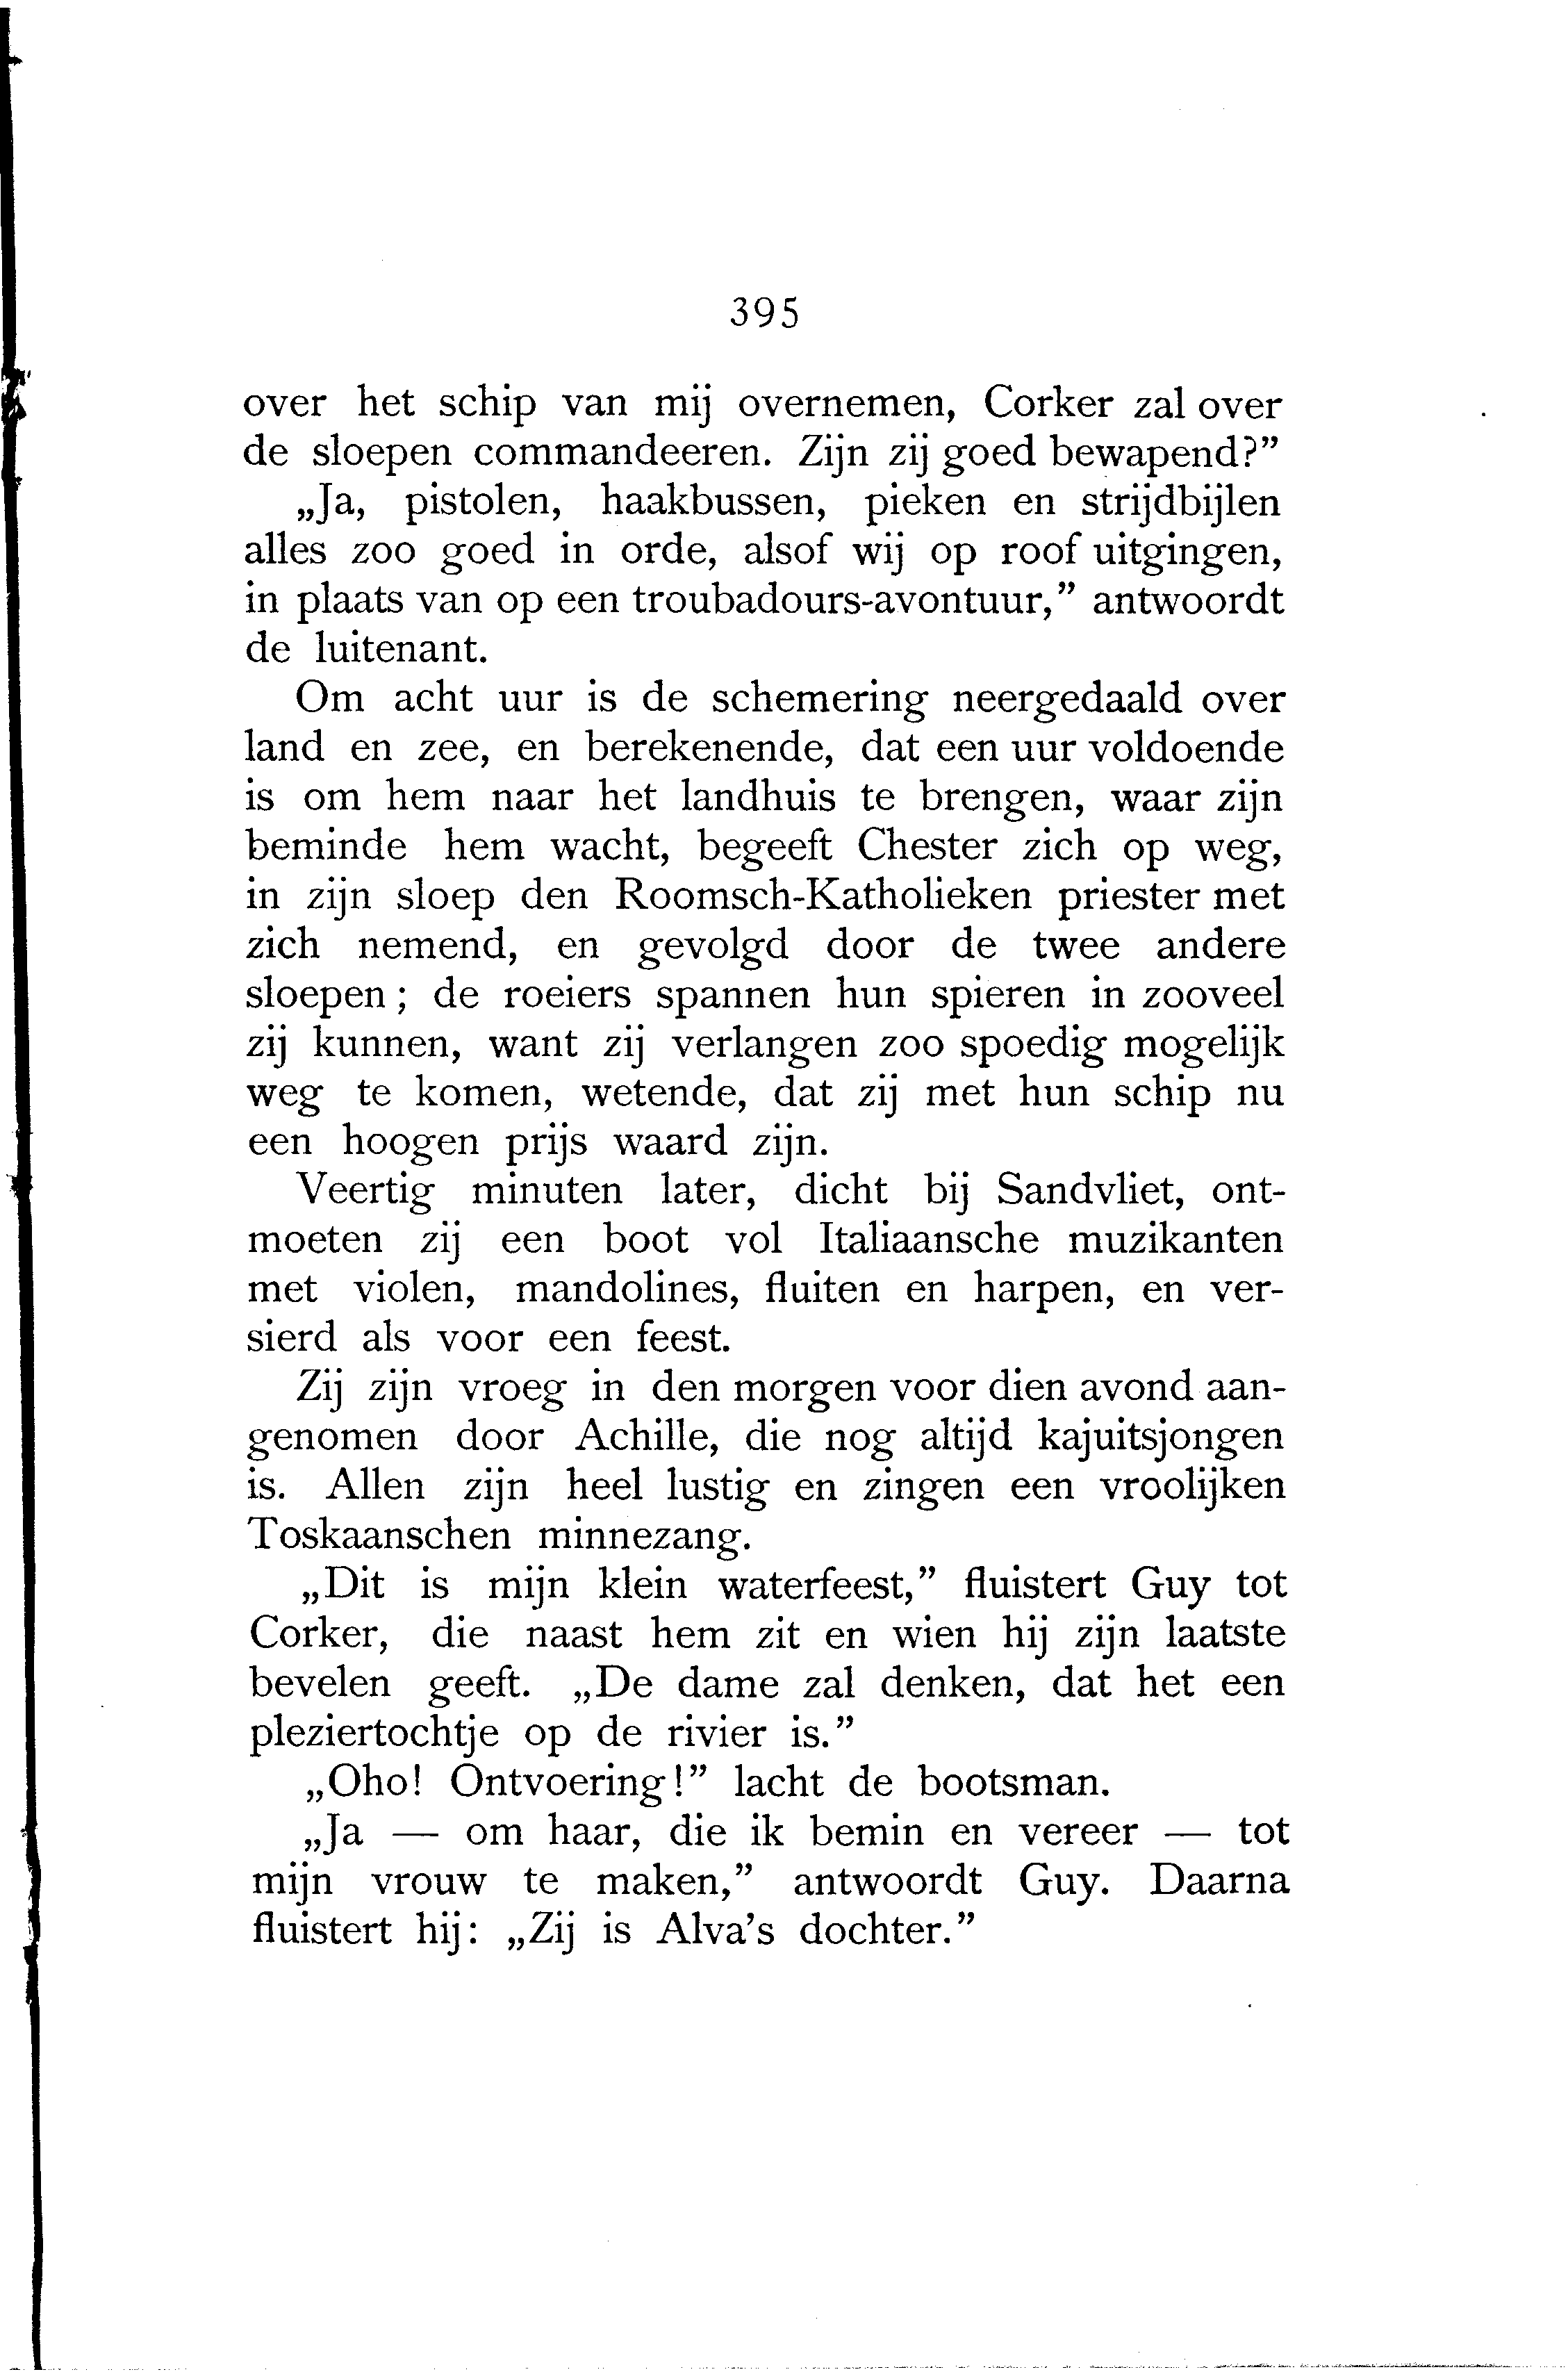 395
over het schip van mij overnemen, Corker zal over
de sloepen commandeeren. Zijn zij goed bewapend?”
„Ja, pistolen, haakbussen, pieken en strijdbijlen
alles zoo goed in orde, alsof wij op roof uitgingen,
in plaats van op een troubadours-avontuur,” antwoordt
de luitenant.
Om acht uur is de schemering neergedaald over
land en zee, en berekenende, dat een uur voldoende
is om hem naar het landhuis te brengen, waar zijn
beminde hem wacht, begeeft Chester zich op weg,
in zijn sloep den Roomsch-Katholieken priester met
zich nemend, en gevolgd door de twee andere
sloepen; de roeiers spannen hun spieren in zooveel
zij kunnen, want zij verlangen zoo spoedig mogelijk
weg te komen, wetende, dat zij met hun schip nu
een hoogen prijs waard zijn.
Veertig minuten later, dicht bij Sandvliet, ont-
moeten zij een boot vol Italiaansche muzikanten
met violen, mandolines, fluiten en harpen, en ver-
sierd als voor een feest.
Zij zijn vroeg in den morgen voor dien avond aan-
genomen door Achille, die nog altijd kajuitsjongen
is. Allen zijn heel lustig en zingen een vroolijken
Toskaanschen minnezang.
„Dit is mijn klein waterfeest,” fluistert Guy tot
Corker, die naast hem zit en wien hij zijn laatste
bevelen geeft. „De dame zal denken, dat het een
pleziertochtje op de rivier is.”
„Oho! Ontvoering!” lacht de bootsman.
„Ja — om haar, die ik bemin en vereer — tot
mijn vrouw te maken,” antwoordt Guy. Daarna
fluistert hij: „Zij is Alva’s dochter.”